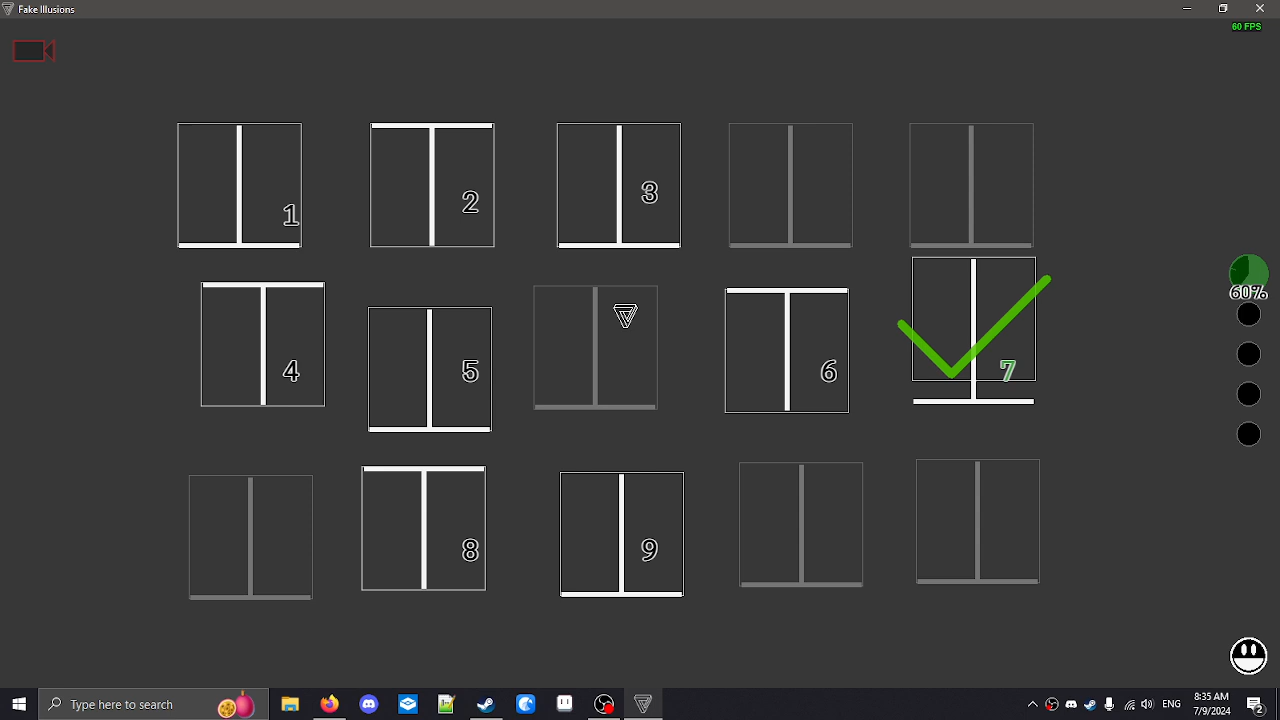 Fake Illusions
60 FPS
1
2
3
60%
4
5
6
7
8
9
Type here to search
ENG
8:35 AM
7/9/2024
2